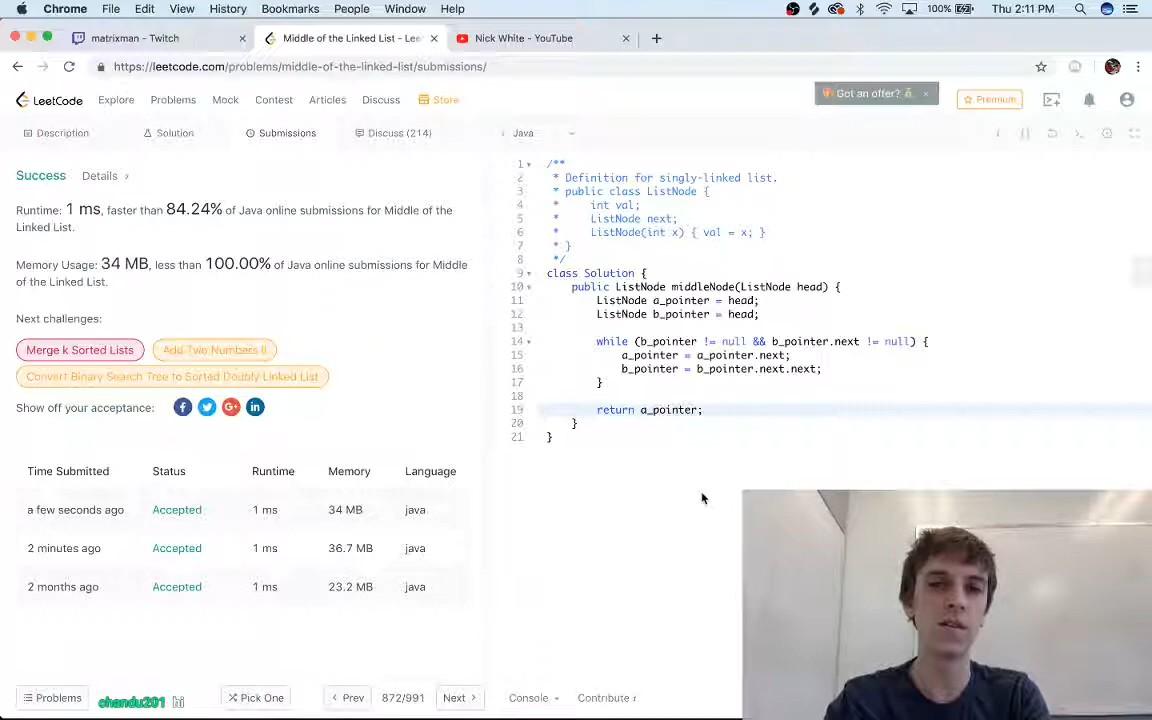 Chrome File Edit View History Bookmarks People Window Help 100% Thu 2:11 PM
matrixman - Twitch × Middle of the Linked List - Lee × Nick White - YouTube × +
https://leetcode.com/problems/middle-of-the-linked-list/submissions/
LeetCode Explore Problems Mock Contest Articles Discuss Store Got an offer? × Premium
Description Solution Submissions Discuss (214) Java
Success Details ›
Runtime: 1 ms, faster than 84.24% of Java online submissions for Middle of the
Linked List.
Memory Usage: 34 MB, less than 100.00% of Java online submissions for Middle
of the Linked List.
Next challenges:
Merge k Sorted Lists Add Two Numbers II
Convert Binary Search Tree to Sorted Doubly Linked List
Show off your acceptance:
Time Submitted Status Runtime Memory Language
a few seconds ago Accepted 1 ms 34 MB java
2 minutes ago Accepted 1 ms 36.7 MB java
2 months ago Accepted 1 ms 23.2 MB java
1 /**
2 * Definition for singly-linked list.
3 * public class ListNode {
4 * int val;
5 * ListNode next;
6 * ListNode(int x) { val = x; }
7 * }
8 */
9 class Solution {
10 public ListNode middleNode(ListNode head) {
11 ListNode a_pointer = head;
12 ListNode b_pointer = head;
13
14 while (b_pointer != null && b_pointer.next != null) {
15 a_pointer = a_pointer.next;
16 b_pointer = b_pointer.next.next;
17 }
18
19 return a_pointer;
20 }
21 }
Problems chandu201 hi Pick One ‹ Prev 872/991 Next › Console Contribute